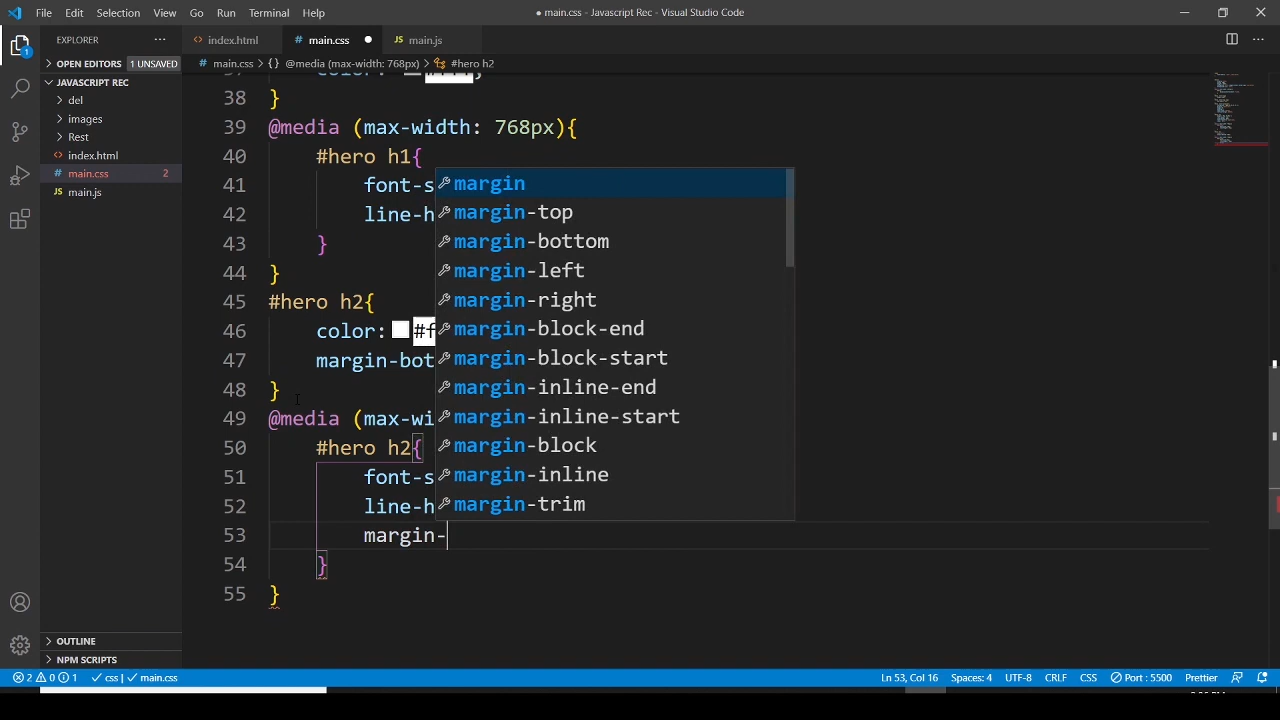 File Edit Selection View Go Run Terminal Help
● main.css - Javascript Rec - Visual Studio Code
EXPLORER ...
index.html
main.css ●
main.js
OPEN EDITORS 1 UNSAVED
main.css > {} @media (max-width: 768px) > #hero h2
JAVASCRIPT REC
del
images
Rest
index.html
main.css 2
main.js
color:
38 }
39 @media (max-width: 768px){
40 #hero h1{
41 font-s
42 line-h
43 }
44 }
45 #hero h2{
46 color: #f
47 margin-bot
48 }
49 @media (max-wi
50 #hero h2{
51 font-s
52 line-h
53 margin-
54 }
55 }
margin
margin-top
margin-bottom
margin-left
margin-right
margin-block-end
margin-block-start
margin-inline-end
margin-inline-start
margin-block
margin-inline
margin-trim
1
OUTLINE
NPM SCRIPTS
2 0 1 ✓ css | ✓ main.css
Ln 53, Col 16 Spaces: 4 UTF-8 CRLF CSS Port : 5500 Prettier